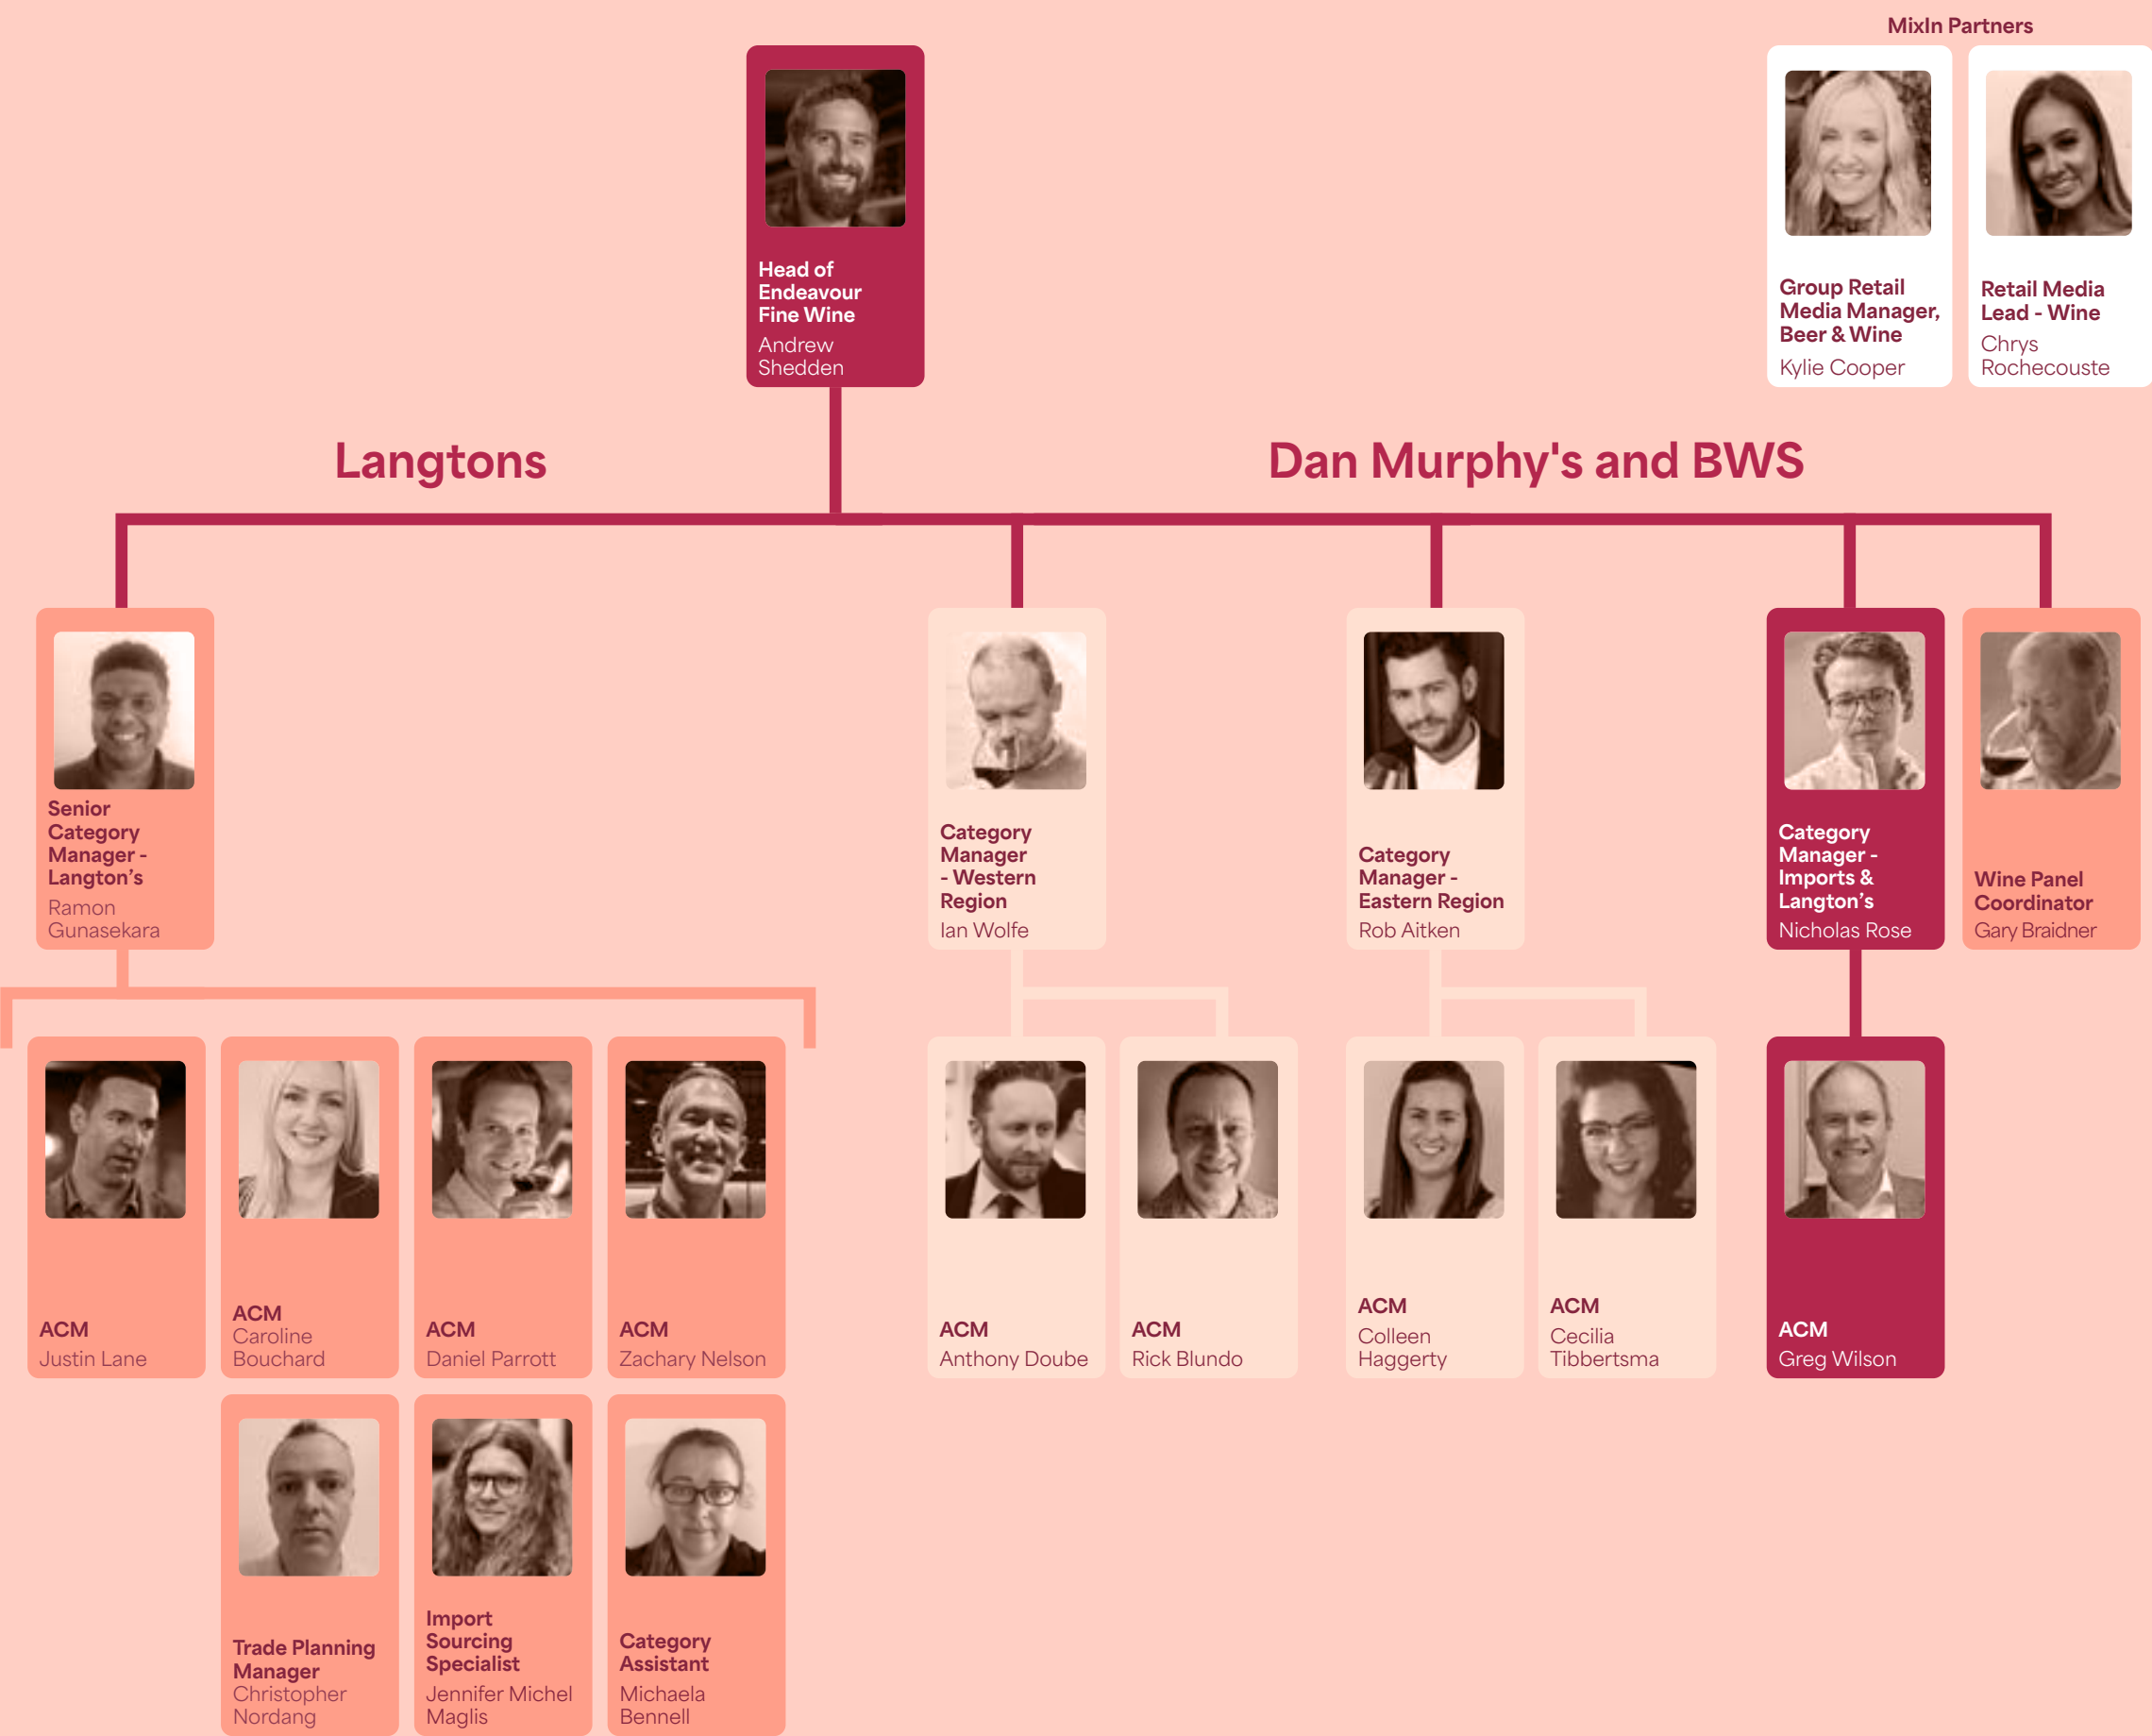 MixIn Partners
Head of
Endeavour
Fine Wine
Andrew
Shedden
Group Retail
Media Manager,
Beer & Wine
Kylie Cooper
Retail Media
Lead - Wine
Chrys
Rochecouste
Langtons
Dan Murphy's and BWS
Senior
Category
Manager -
Langton’s
Ramon
Gunasekara
Category
Manager
- Western
Region
Ian Wolfe
Category
Manager -
Eastern Region
Rob Aitken
Category
Manager -
Imports &
Langton’s
Nicholas Rose
Wine Panel
Coordinator
Gary Braidner
ACM
Justin Lane
ACM
Caroline
Bouchard
ACM
Daniel Parrott
ACM
Zachary Nelson
ACM
Anthony Doube
ACM
Rick Blundo
ACM
Colleen
Haggerty
ACM
Cecilia
Tibbertsma
ACM
Greg Wilson
Trade Planning
Manager
Christopher
Nordang
Import
Sourcing
Specialist
Jennifer Michel
Maglis
Category
Assistant
Michaela
Bennell